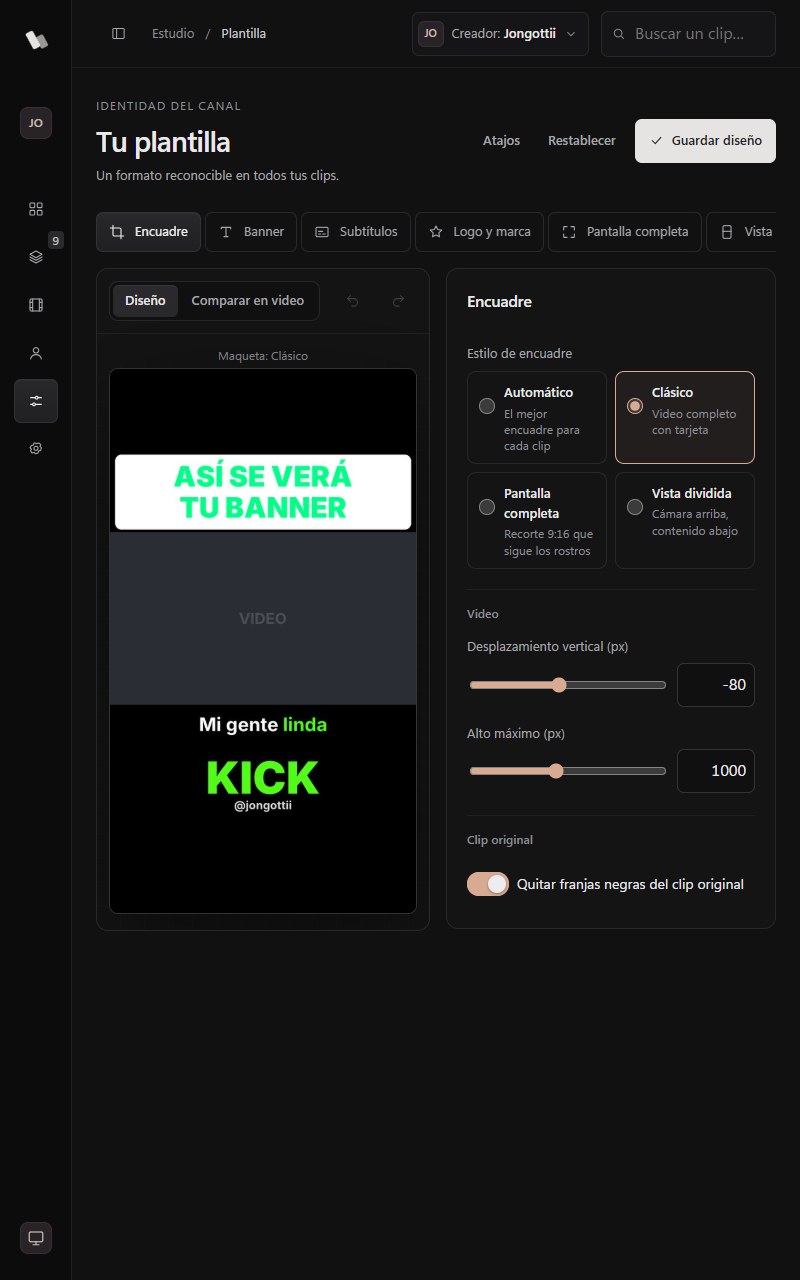 Estudio / Plantilla
JO Creador: Jongottii
Buscar un clip...
JO
9
IDENTIDAD DEL CANAL
Tu plantilla
Un formato reconocible en todos tus clips.
Atajos
Restablecer
Guardar diseño
Encuadre
Banner
Subtítulos
Logo y marca
Pantalla completa
Vista
Diseño
Comparar en video
Maqueta: Clásico
ASÍ SE VERÁ
TU BANNER
VIDEO
Mi gente linda
KICK
@jongottii
Encuadre
Estilo de encuadre
Automático
El mejor
encuadre para
cada clip
Clásico
Video completo
con tarjeta
Pantalla
completa
Recorte 9:16 que
sigue los rostros
Vista dividida
Cámara arriba,
contenido abajo
Video
Desplazamiento vertical (px)
-80
Alto máximo (px)
1000
Clip original
Quitar franjas negras del clip original